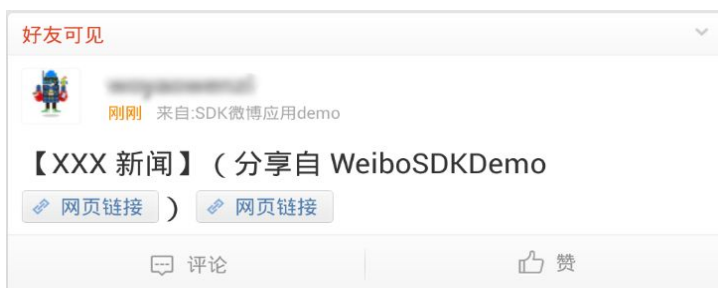 好友可见
刚刚 来自:SDK微博应用demo
【XXX 新闻】（分享自 WeiboSDKDemo
网页链接 ） 网页链接
评论 赞